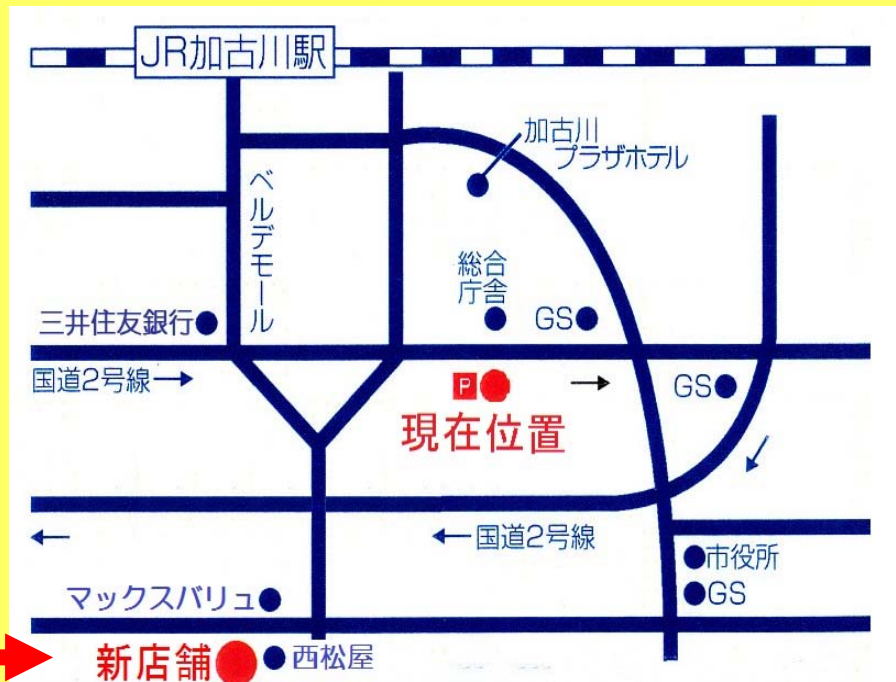 JR加古川駅
加古川
プラザホテル
ベルデモール
総合
庁舎
GS
三井住友銀行
国道2号線→
P
→
GS
現在位置
←
←国道2号線
市役所
GS
マックスバリュ
新店舗
西松屋